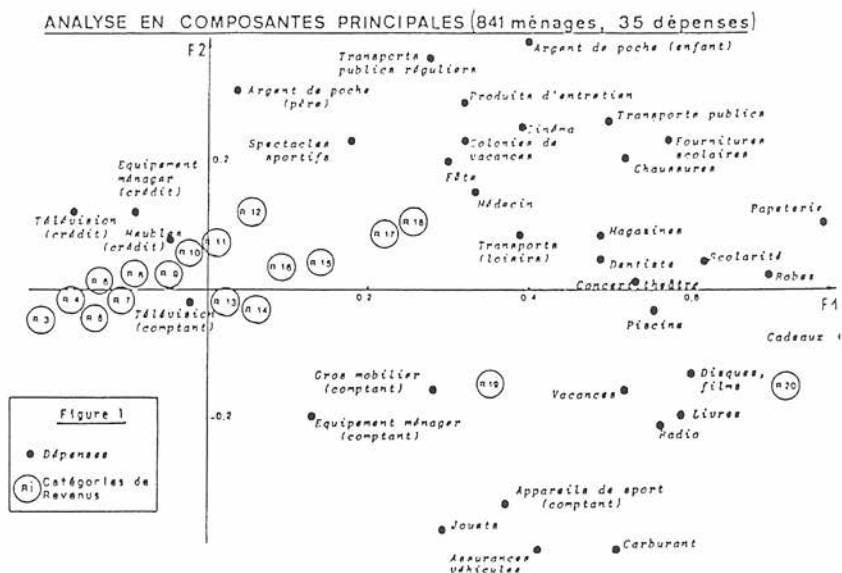 ANALYSE EN COMPOSANTES PRINCIPALES (841 ménages, 35 dépenses)
F2
Argent de poche (enfant)
Transports
publics réguliers
Argent de poche
(père)
Produits d'entretien
Cinéma
Transports publics
Spectacles
sportifs
Colonies de
vacances
Fournitures
scolaires
Equipement
ménager
(crédit)
0.2
Fête
Chaussures
Médecin
Télévision
(crédit)
Meubles
(crédit)
R.12
R.11
R.10
R.17
R.18
Papeterie
Transports
(loisirs)
Magazines
R.16
R.15
Dentiste
Scolarité
Robes
Concert théâtre
R.6
R.8
R.9
R.3
R.4
R.5
R.7
R.13
R.14
0.2
0.4
0.6
F1
Télévision
(comptant)
Piscine
Cadeaux
Gros mobilier
(comptant)
R.19
Vacances
Disques,
films
R.20
-0.2
Equipement ménager
(comptant)
Livres
Radio
Figure 1
Dépenses
Ri
Catégories de
Revenus
Appareils de sport
(comptant)
Jouets
Assurances
véhicules
Carburant